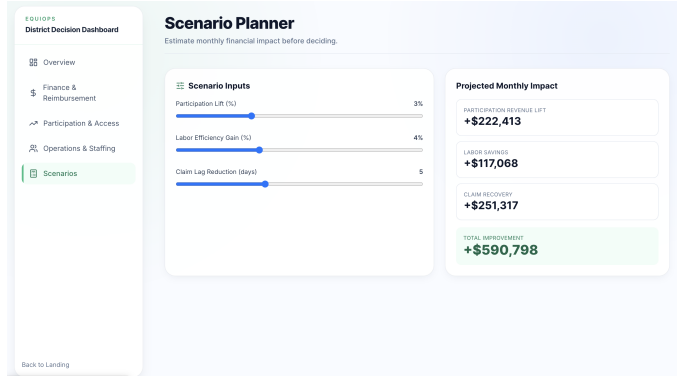 EQUIOPS
District Decision Dashboard
Overview
Finance &
Reimbursement
Participation & Access
Operations & Staffing
Scenarios
Back to Landing
Scenario Planner
Estimate monthly financial impact before deciding.
Scenario Inputs
Participation Lift (%) 3%
Labor Efficiency Gain (%) 4%
Claim Lag Reduction (days) 5
Projected Monthly Impact
PARTICIPATION REVENUE LIFT
+$222,413
LABOR SAVINGS
+$117,068
CLAIM RECOVERY
+$251,317
TOTAL IMPROVEMENT
+$590,798